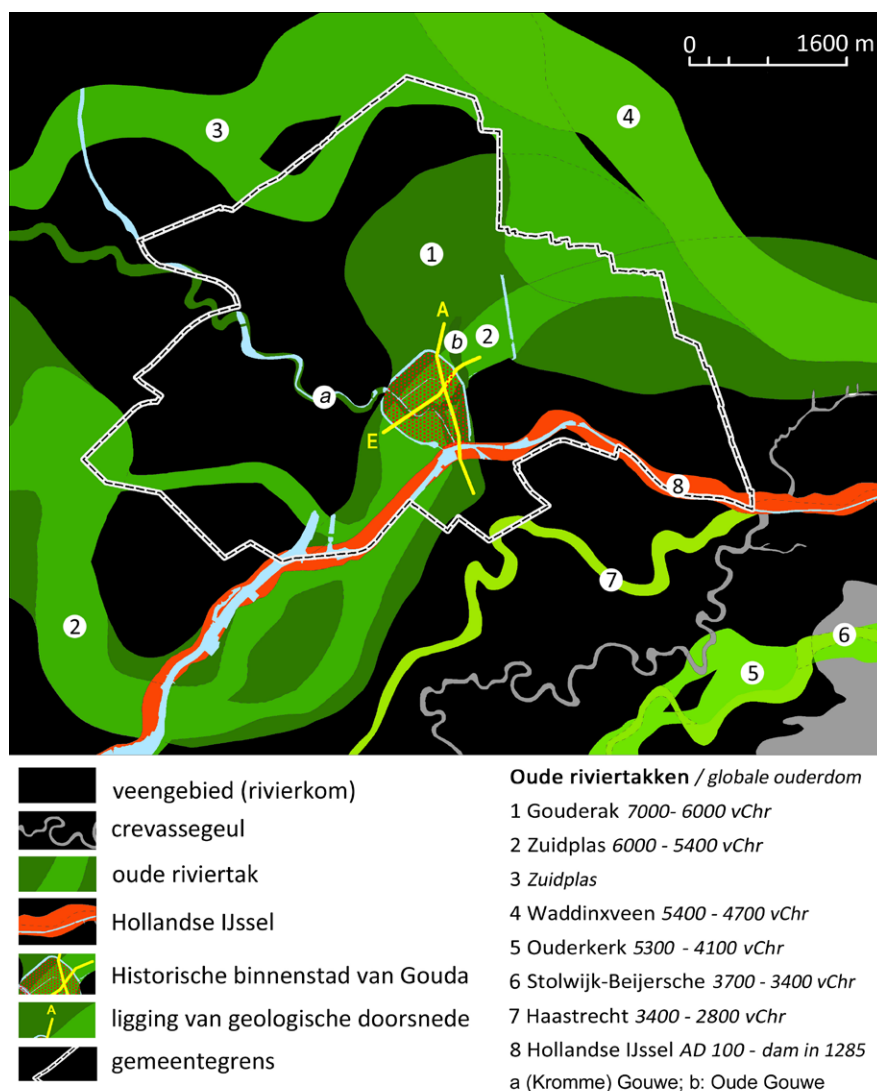 0 1600 m
3
4
1
A
b 2
a
E
8
7
2
6
5
veengebied (rivierkom)
crevassegeul
oude riviertak
Hollandse IJssel
Historische binnenstad van Gouda
A
ligging van geologische doorsnede
gemeentegrens
Oude riviertakken / globale ouderdom
1 Gouderak 7000- 6000 vChr
2 Zuidplas 6000 - 5400 vChr
3 Zuidplas
4 Waddinxveen 5400 - 4700 vChr
5 Ouderkerk 5300 - 4100 vChr
6 Stolwijk-Beijersche 3700 - 3400 vChr
7 Haastrecht 3400 - 2800 vChr
8 Hollandse IJssel AD 100 - dam in 1285
a (Kromme) Gouwe; b: Oude Gouwe